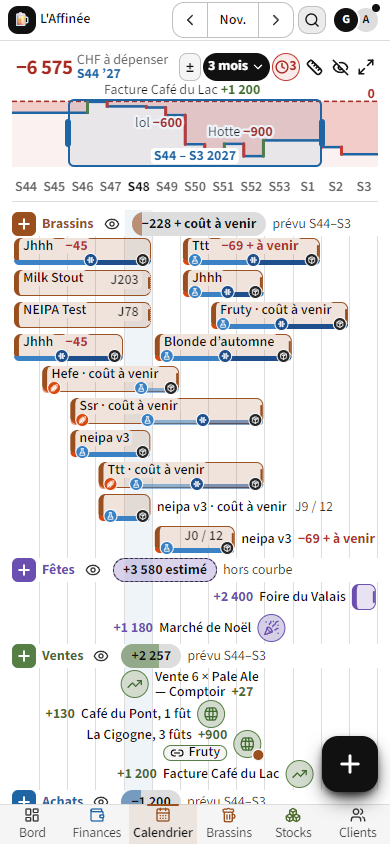 L'Affinée
Nov.
G
A
−6 575 CHF à dépenser
S44 ’27
±
3 mois
3
Facture Café du Lac +1 200
0
lol −600
Hotte −900
S44 – S3 2027
S44 S45 S46 S47 S48 S49 S50 S51 S52 S53 S1 S2 S3
Brassins
−228 + coût à venir
prévu S44–S3
Jhhh −45
Ttt −69 + à venir
Milk Stout J203
Jhhh
NEIPA Test J78
Fruty · coût à venir
Jhhh −45
Blonde d’automne
Hefe · coût à venir
Ssr · coût à venir
neipa v3
Ttt · coût à venir
neipa v3 · coût à venir J9 / 12
J0 / 12 neipa v3 −69 + à venir
Fêtes
+3 580 estimé
hors courbe
+2 400 Foire du Valais
+1 180 Marché de Noël
Ventes
+2 257
prévu S44–S3
Vente 6 × Pale Ale
— Comptoir +27
+130 Café du Pont, 1 fût
La Cigogne, 3 fûts +900
Fruty
+1 200 Facture Café du Lac
Achats
−1 200
prévu S44–S3
Bord
Finances
Calendrier
Brassins
Stocks
Clients